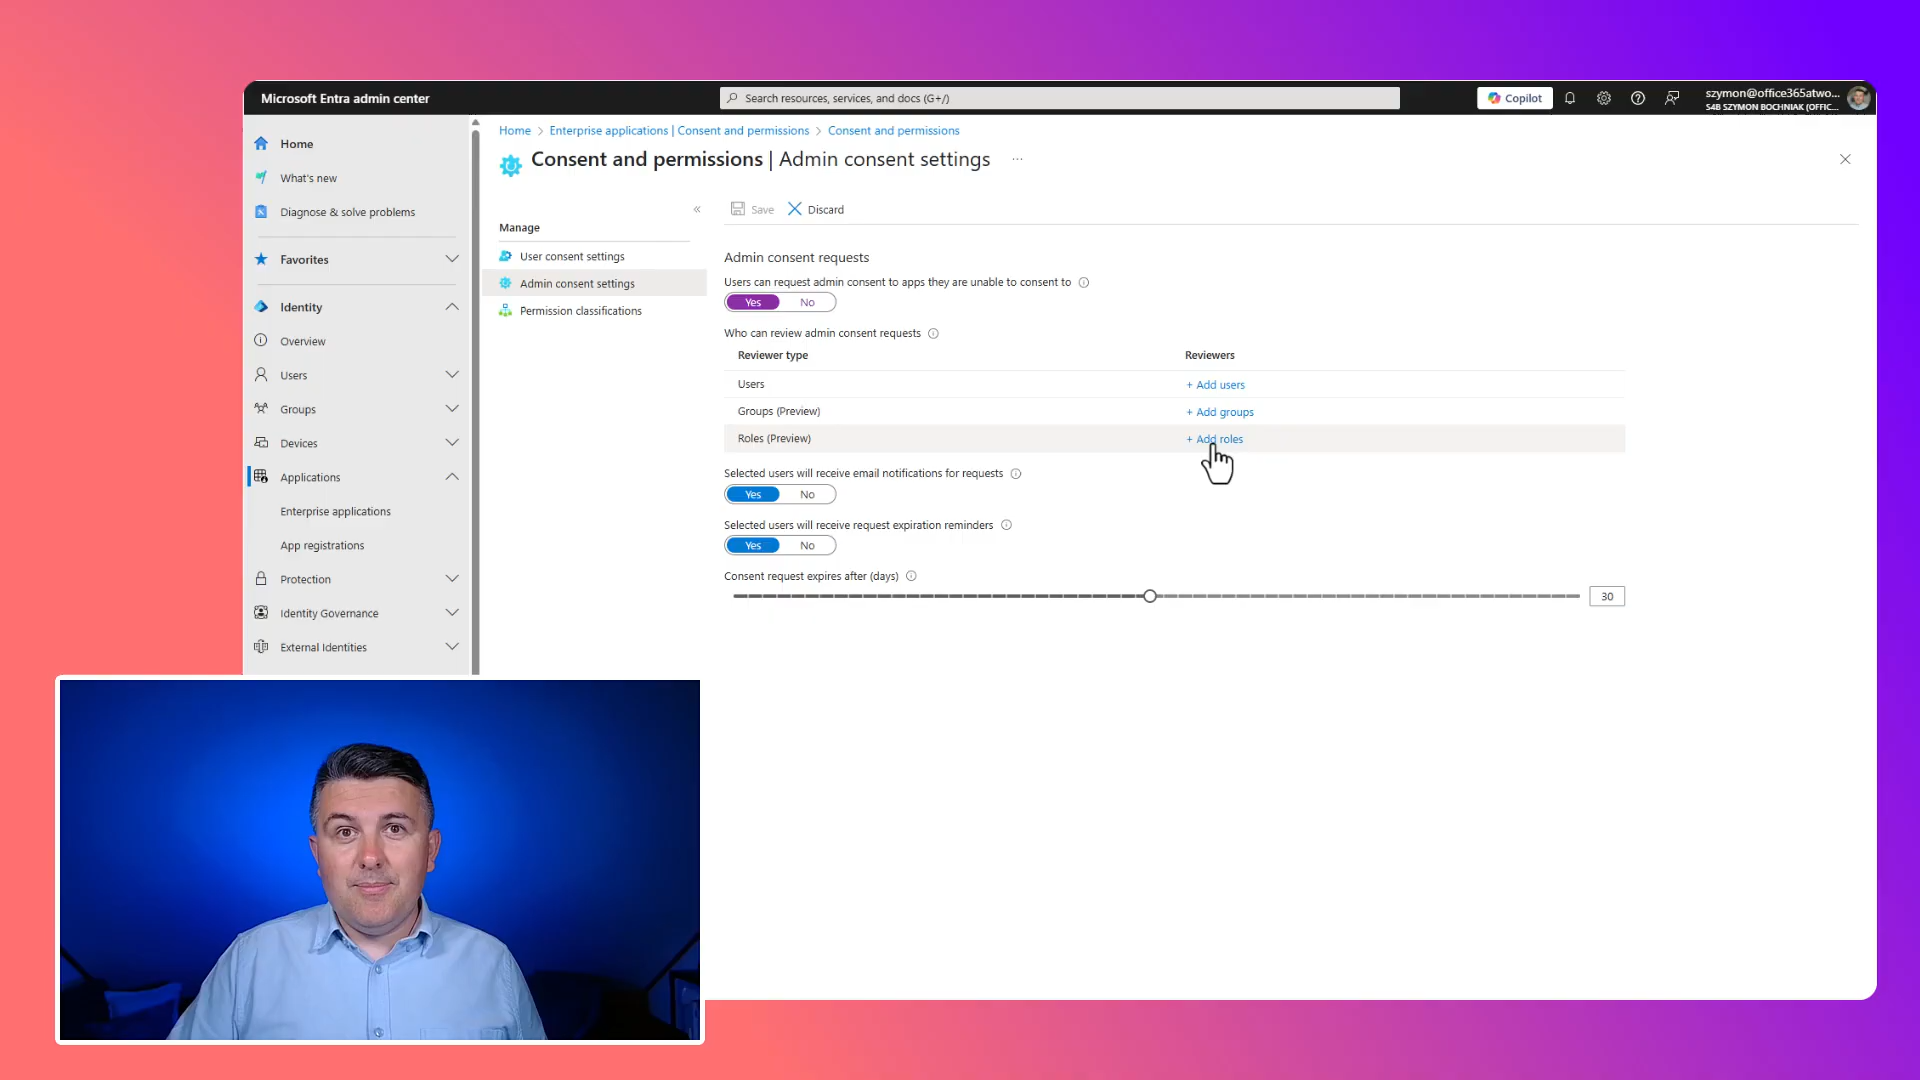 Microsoft Entra admin center
Search resources, services, and docs (G+/)
Copilot
szymon@office365atwo...
S4B SZYMON BOCHNIAK (OFFIC...
Home
What's new
Diagnose & solve problems
Favorites
Identity
Overview
Users
Groups
Devices
Applications
Enterprise applications
App registrations
Protection
Identity Governance
External Identities
Home > Enterprise applications | Consent and permissions > Consent and permissions
Consent and permissions | Admin consent settings ...
«
Manage
User consent settings
Admin consent settings
Permission classifications
Save Discard
Admin consent requests
Users can request admin consent to apps they are unable to consent to
Yes No
Who can review admin consent requests
Reviewer type Reviewers
Users + Add users
Groups (Preview) + Add groups
Roles (Preview) + Add roles
Selected users will receive email notifications for requests
Yes No
Selected users will receive request expiration reminders
Yes No
Consent request expires after (days)
30